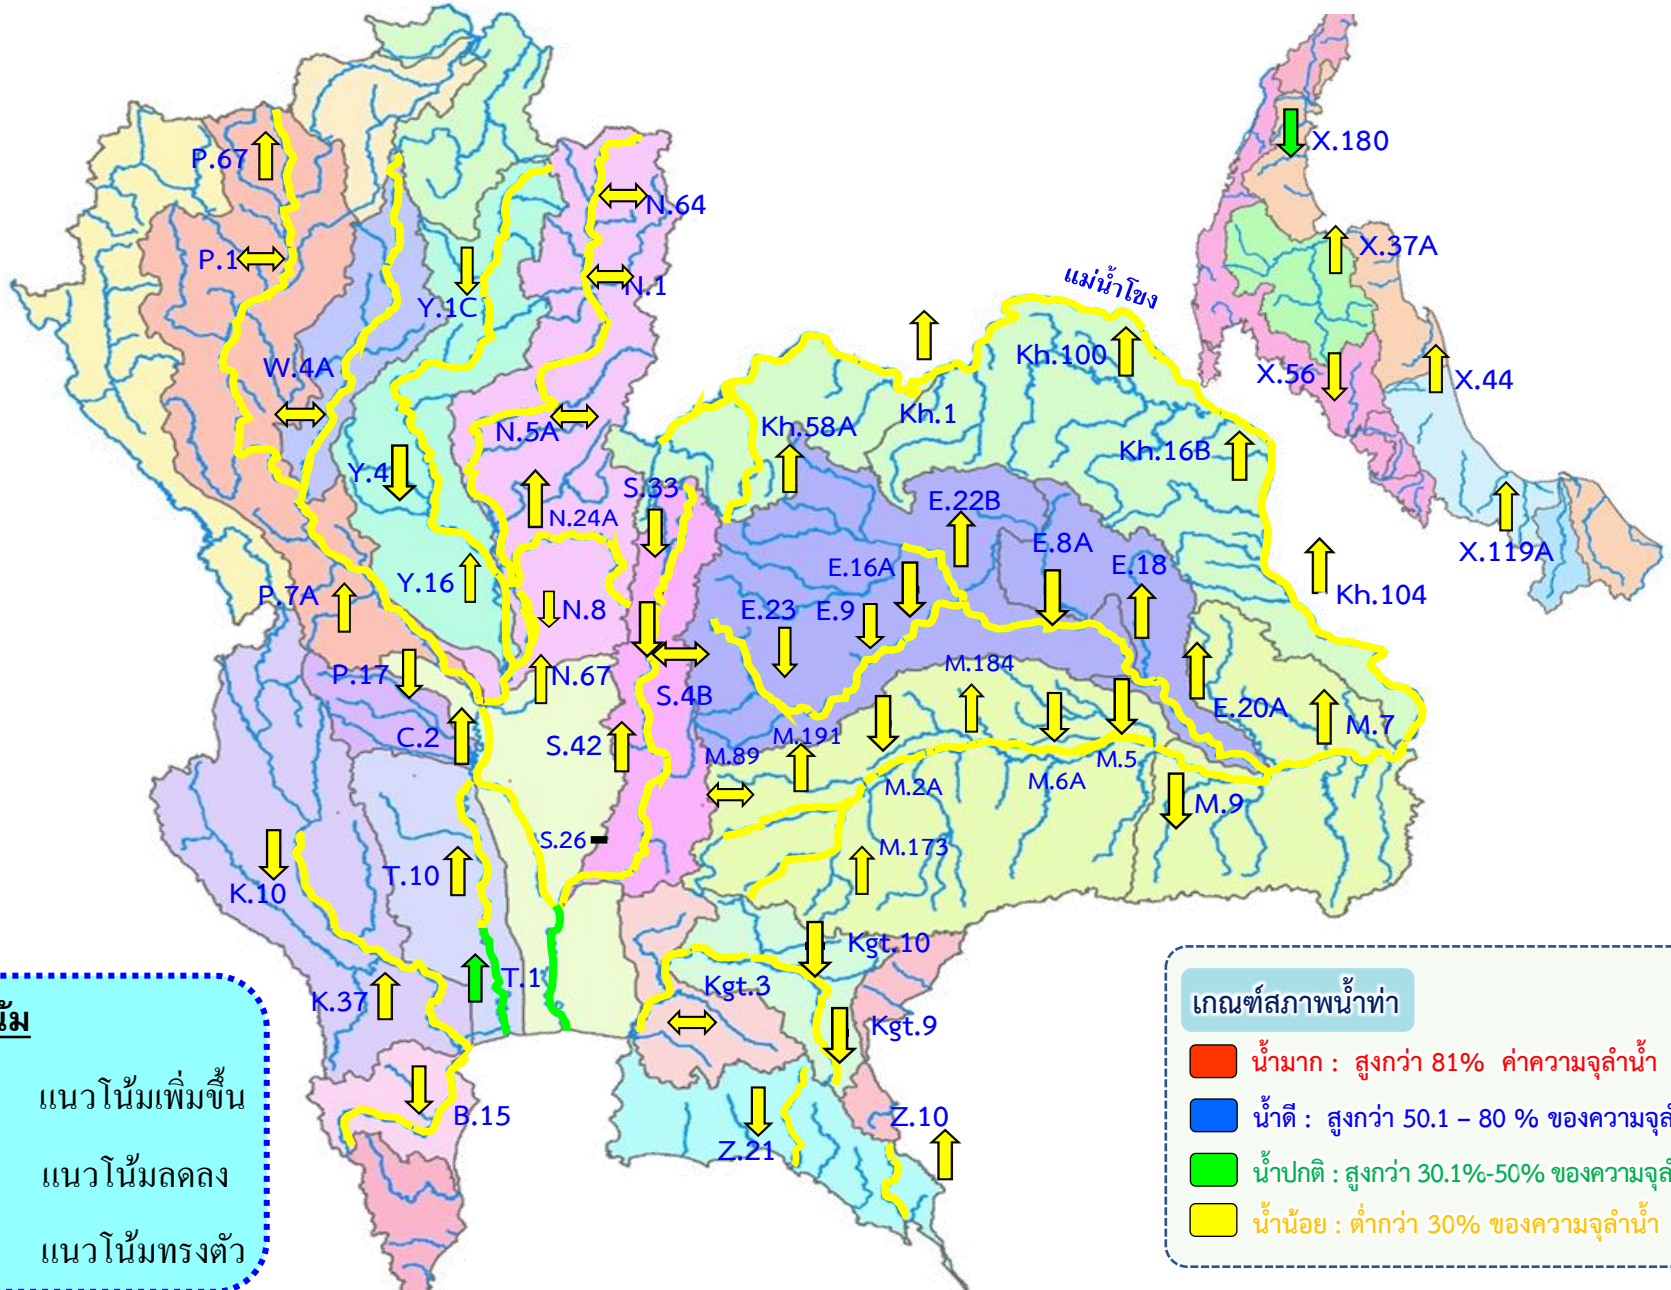 P.67
X.180
N.64
X.37A
P.1
แม่น้ำโขง
N.1
Y.1C
Kh.100
W.4A
X.56
X.44
Kh.1
Kh.58A
N.5A
Kh.16B
Y.4
S.33
E.22B
N.24A
E.8A
X.119A
E.16A
E.18
Y.16
P.7A
Kh.104
N.8
E.23
E.9
M.184
P.17
N.67
S.4B
E.20A
M.7
C.2
S.42
M.191
M.89
M.5
M.2A
M.6A
M.9
S.26
M.173
T.10
K.10
Kgt.10
T.1
Kgt.3
K.37
Kgt.9
B.15
Z.10
Z.21
แนวโน้มเพิ่มขึ้น
แนวโน้มลดลง
แนวโน้มทรงตัว
เกณฑ์สภาพน้ำท่า
น้ำมาก : สูงกว่า 81% ค่าความจุลำน้ำ
น้ำดี : สูงกว่า 50.1 – 80 % ของความจุลำ
น้ำปกติ : สูงกว่า 30.1%-50% ของความจุลำ
น้ำน้อย : ต่ำกว่า 30% ของความจุลำน้ำ